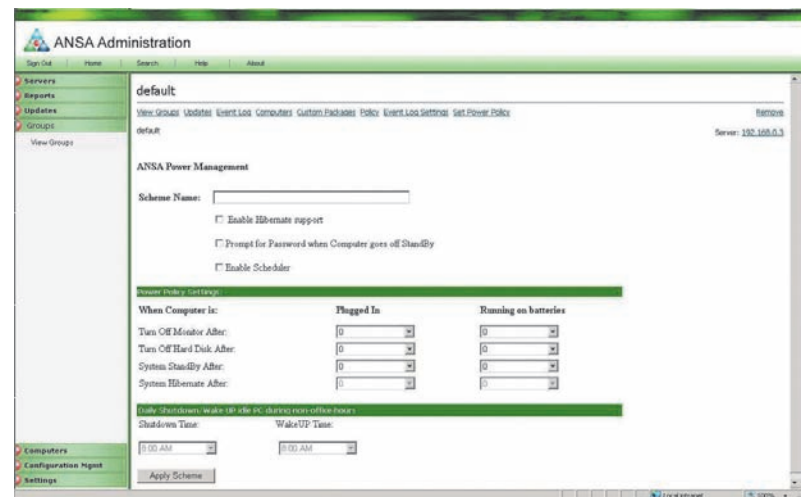 ANSA Administration
Sign Out Home Search Help About
Servers
Reports
Updates
Groups
View Groups
Computers
Configuration Mgmt
Settings
default
View Groups Updates Event Log Computers Custom Packages Policy Event Log Settings Set Power Policy Remove
default Server: 192.168.0.3
ANSA Power Management
Scheme Name:
Enable Hibernate support
Prompt for Password when Computer goes off StandBy
Enable Scheduler
Power Policy Settings:
When Computer is: Plugged In Running on batteries
Turn Off Monitor After: 0 0
Turn Off Hard Disk After: 0 0
System StandBy After: 0 0
System Hibernate After: 0 0
Daily Shutdown/Wake UP idle PC during non-office-hours
Shutdown Time: WakeUP Time:
8:00 AM 8:00 AM
Apply Scheme
Local intranet 100%